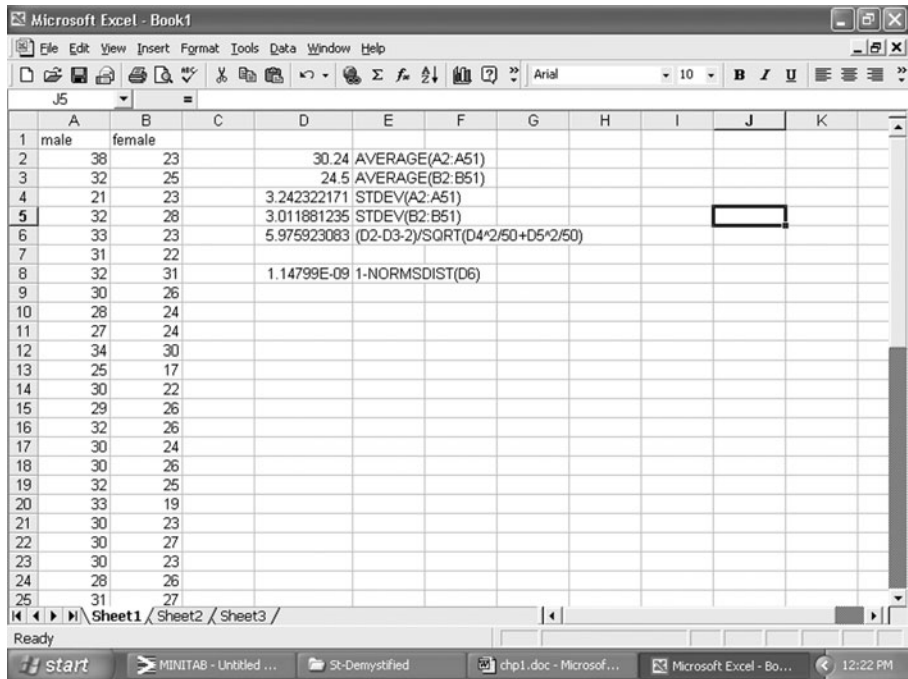 Microsoft Excel - Book1
File Edit View Insert Format Tools Data Window Help
Arial 10 B I U
J5 =
A B C D E F G H I J K
1 male female
2 38 23 30.24 AVERAGE(A2:A51)
3 32 25 24.5 AVERAGE(B2:B51)
4 21 23 3.242322171 STDEV(A2:A51)
5 32 28 3.011881235 STDEV(B2:B51)
6 33 23 5.975923083 (D2-D3-2)/SQRT(D4^2/50+D5^2/50)
7 31 22
8 32 31 1.14799E-09 1-NORMSDIST(D6)
9 30 26
10 28 24
11 27 24
12 34 30
13 25 17
14 30 22
15 29 26
16 32 26
17 30 24
18 30 26
19 32 25
20 33 19
21 30 23
22 30 27
23 30 23
24 28 26
25 31 27
Sheet1 / Sheet2 / Sheet3 /
Ready
start MINITAB - Untitled ... St-Demystified chp1.doc - Microsof... Microsoft Excel - Bo... 12:22 PM